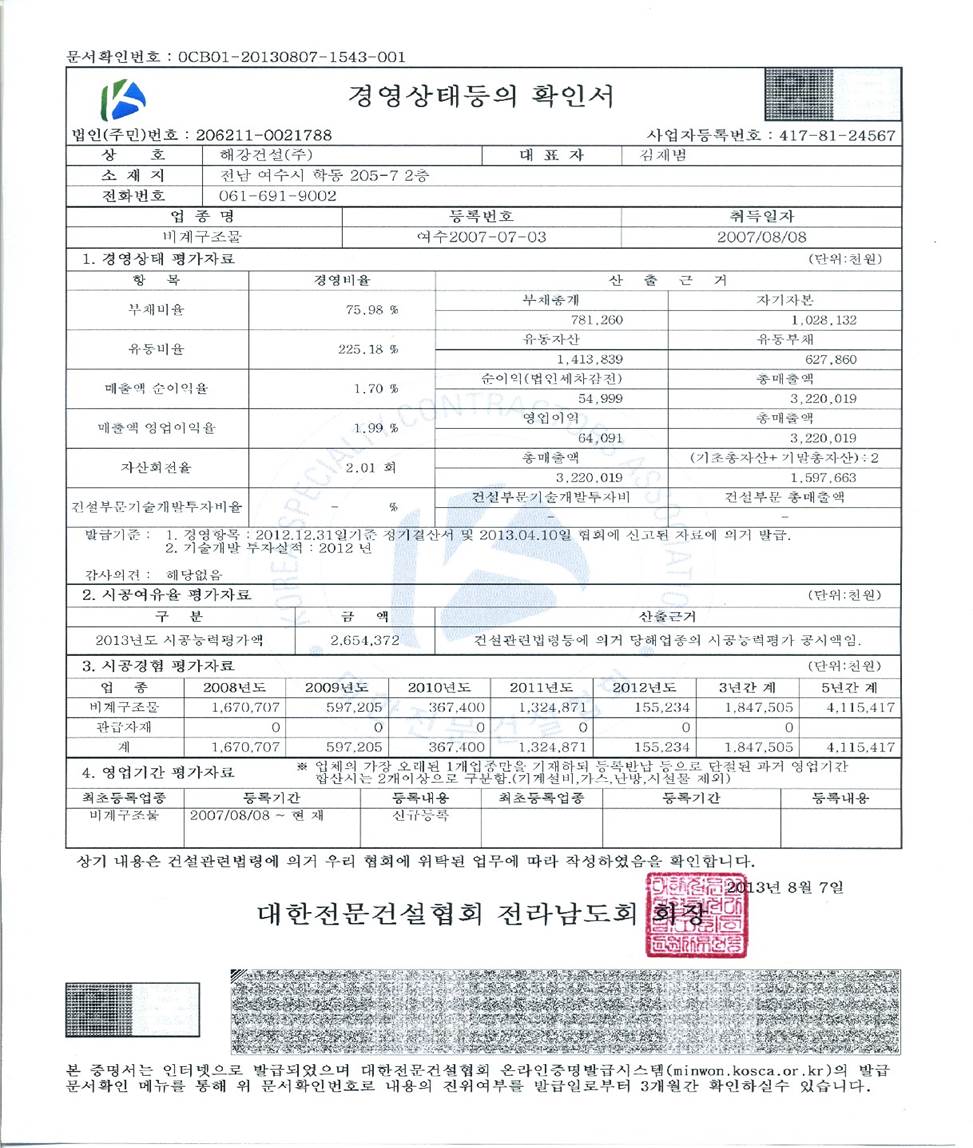 문서확인번호 : 0CB01-20130807-1543-001
경영상태등의 확인서
법인(주민)번호 : 206211-0021788 사업자등록번호 : 417-81-24567
상 호 해강건설(주) 대 표 자 김재범
소 재 지 전남 여수시 학동 205-7 2층
전화번호 061-691-9002
업 종 명 등록번호 취득일자
비계구조물 여수2007-07-03 2007/08/08
1. 경영상태 평가자료 (단위:천원)
항 목 경영비율 산 출 근 거
부채비율 75.98 % 부채총계 자기자본
781,260 1,028,132
유동비율 225.18 % 유동자산 유동부채
1,413,839 627,860
매출액 순이익율 1.70 % 순이익(법인세차감전) 총매출액
54,999 3,220,019
매출액 영업이익율 1.99 % 영업이익 총매출액
64,091 3,220,019
자산회전율 2.01 회 총매출액 (기초총자산+ 기말총자산) : 2
3,220,019 1,597,663
건설부문기술개발투자비율 - % 건설부문기술개발투자비 건설부문 총매출액
- -
발급기준 : 1. 경영항목 : 2012.12.31일기준 정기결산서 및 2013.04.10일 협회에 신고된 자료에 의거 발급.
2. 기술개발 투자실적 : 2012 년
감사의견 : 해당없음
2. 시공여유율 평가자료 (단위:천원)
구 분 금 액 산출근거
2013년도 시공능력평가액 2,654,372 건설관련법령등에 의거 당해업종의 시공능력평가 공시액임.
3. 시공경험 평가자료 (단위:천원)
업 종 2008년도 2009년도 2010년도 2011년도 2012년도 3년간 계 5년간 계
비계구조물 1,670,707 597,205 367,400 1,324,871 155,234 1,847,505 4,115,417
관급자재 0 0 0 0 0 0
계 1,670,707 597,205 367,400 1,324,871 155,234 1,847,505 4,115,417
4. 영업기간 평가자료 ※ 업체의 가장 오래된 1개업종만을 기재하되 등록반납 등으로 단절된 과거 영업기간
합산시는 2개이상으로 구분함.(기계설비,가스,난방,시설물 제외)
최초등록업종 등록기간 등록내용 최초등록업종 등록기간 등록내용
비계구조물 2007/08/08 ~ 현 재 신규등록
상기 내용은 건설관련법령에 의거 우리 협회에 위탁된 업무에 따라 작성하였음을 확인합니다.
2013년 8월 7일
대한전문건설협회 전라남도회 회장
본 증명서는 인터넷으로 발급되었으며 대한전문건설협회 온라인증명발급시스템(minwon.kosca.or.kr)의 발급
문서확인 메뉴를 통해 위 문서확인번호로 내용의 진위여부를 발급일로부터 3개월간 확인하실수 있습니다.
KOREA SPECIALTY CONTRACTORS ASSOCIATION
대한전문건설협회